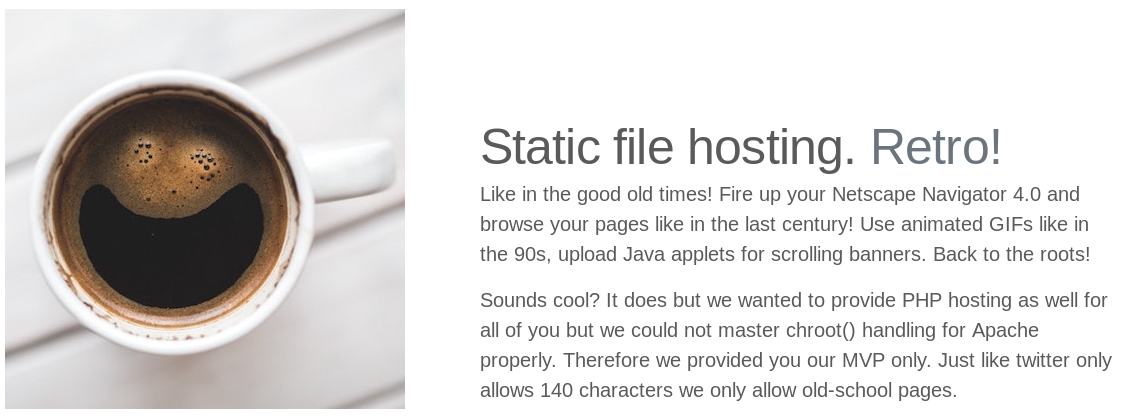 Static file hosting. Retro!
Like in the good old times! Fire up your Netscape Navigator 4.0 and
browse your pages like in the last century! Use animated GIFs like in
the 90s, upload Java applets for scrolling banners. Back to the roots!
Sounds cool? It does but we wanted to provide PHP hosting as well for
all of you but we could not master chroot() handling for Apache
properly. Therefore we provided you our MVP only. Just like twitter only
allows 140 characters we only allow old-school pages.